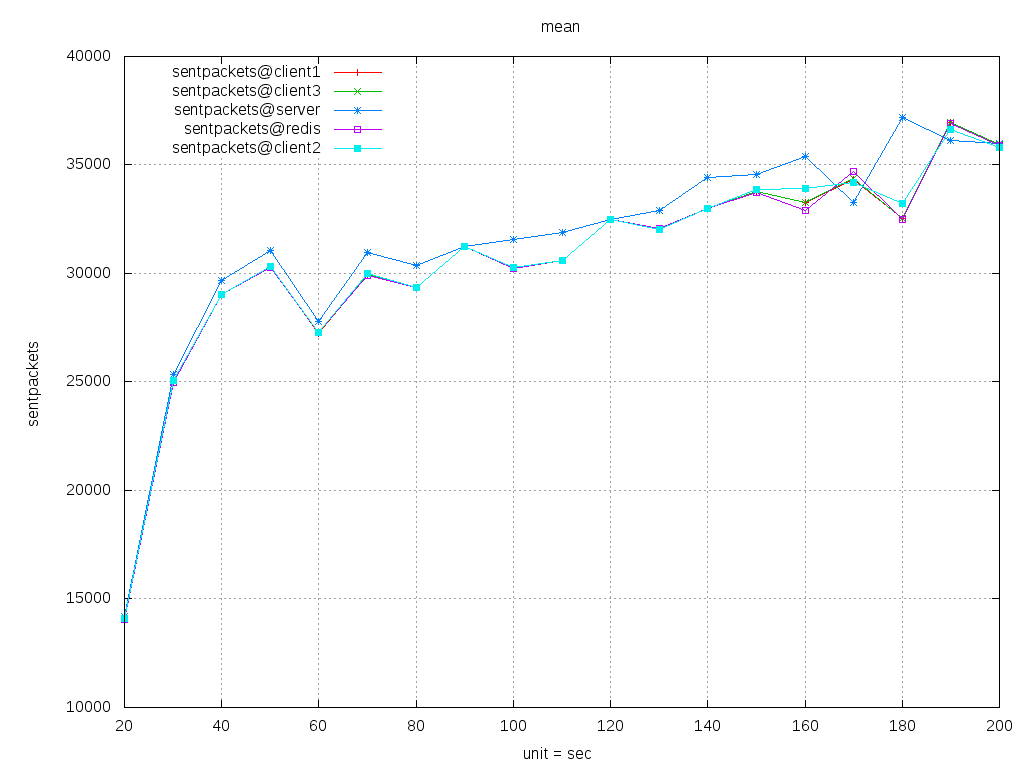 mean
40000
35000
30000
25000
20000
15000
10000
sentpackets
sentpackets@client1
sentpackets@client3
sentpackets@server
sentpackets@redis
sentpackets@client2
20 40 60 80 100 120 140 160 180 200
unit = sec